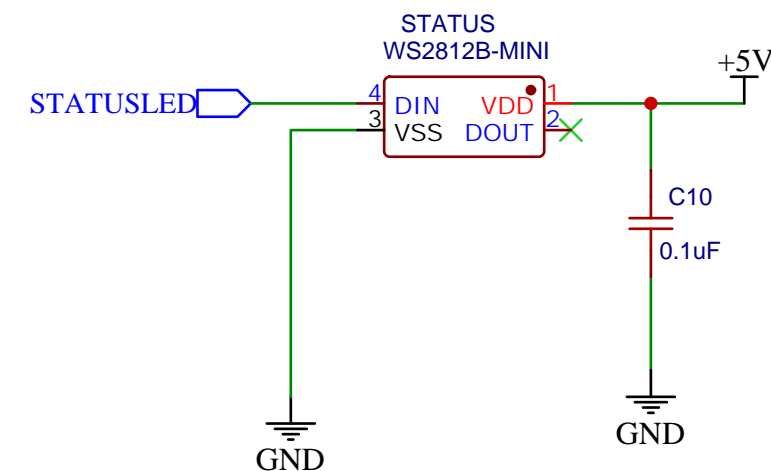 STATUS
WS2812B-MINI
+5V
STATUSLED
4 DIN VDD 1
3 VSS DOUT 2
C10
0.1uF
GND
GND